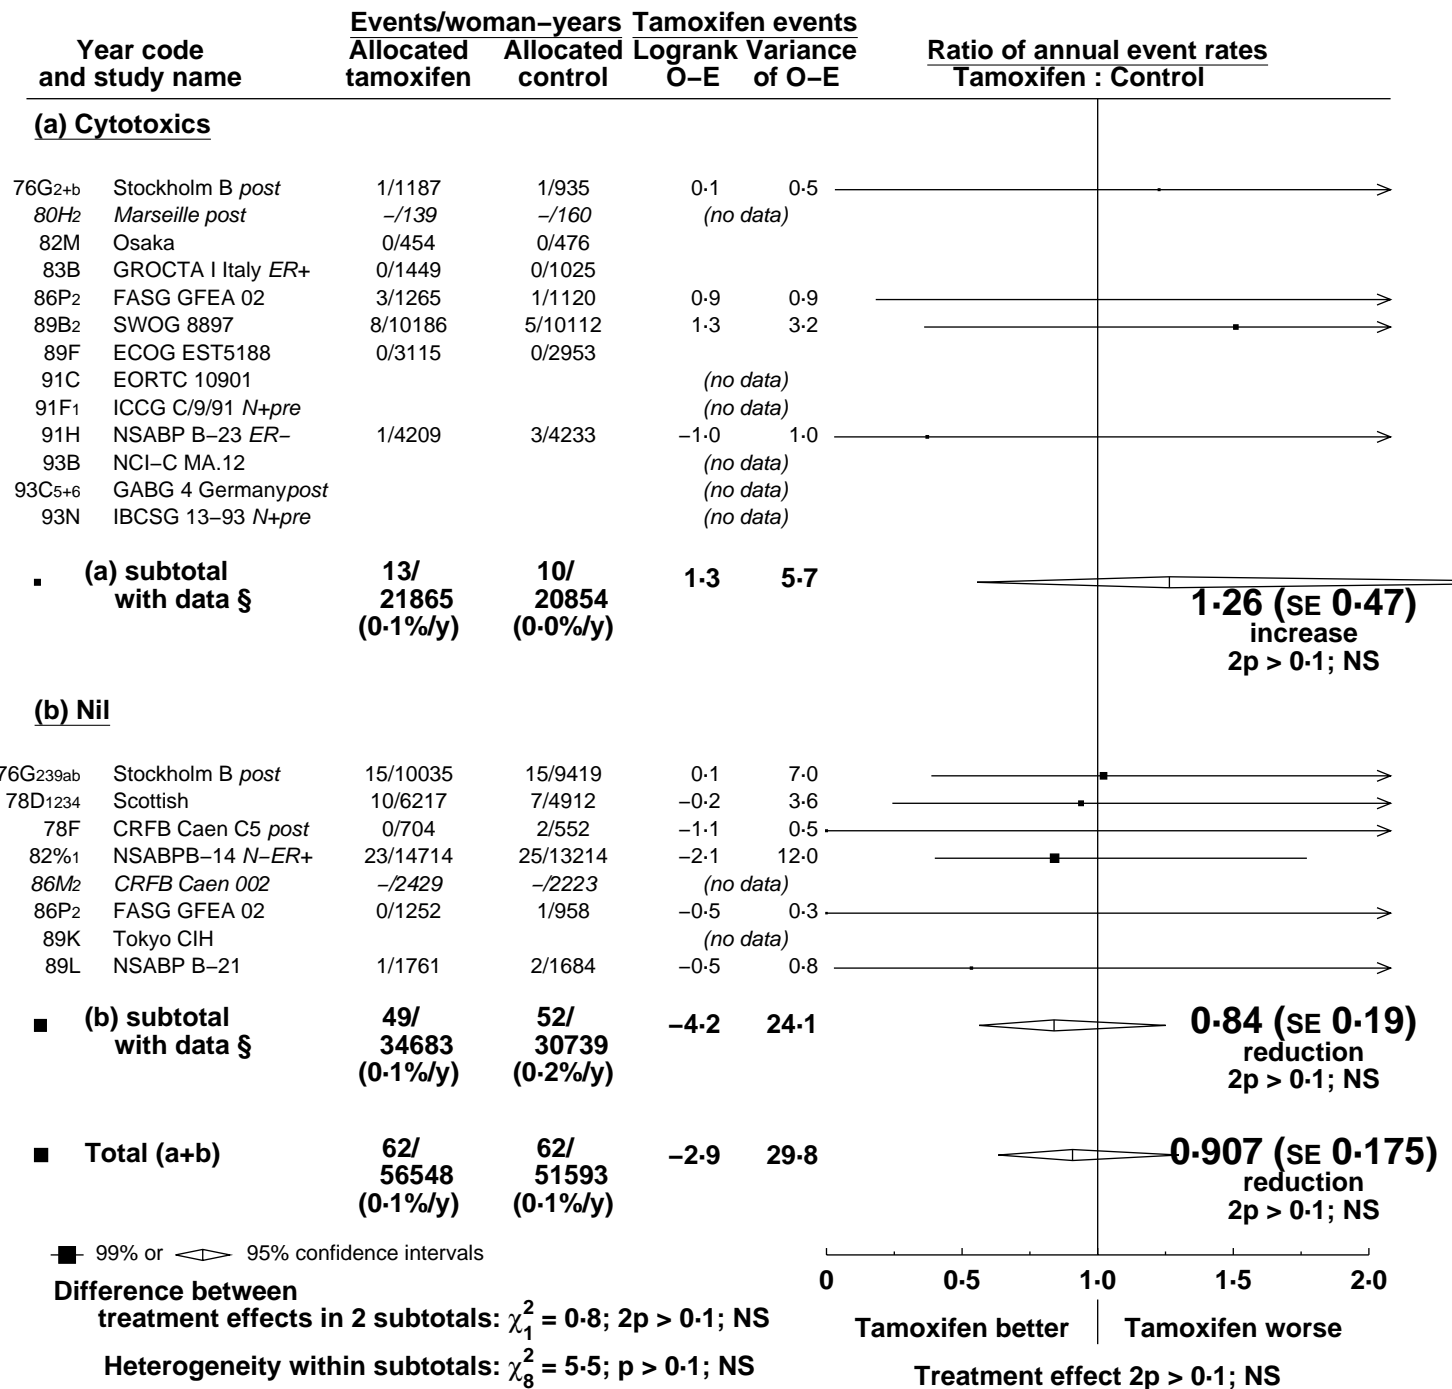 Events/woman–years Tamoxifen events
Year code Allocated Allocated Logrank Variance Ratio of annual event rates
and study name tamoxifen control O–E of O–E Tamoxifen : Control
(a) Cytotoxics
76G2+b Stockholm B post 1/1187 1/935 0·1 0·5
80H2 Marseille post –/139 –/160 (no data)
82M Osaka 0/454 0/476
83B GROCTA I Italy ER+ 0/1449 0/1025
86P2 FASG GFEA 02 3/1265 1/1120 0·9 0·9
89B2 SWOG 8897 8/10186 5/10112 1·3 3·2
89F ECOG EST5188 0/3115 0/2953
91C EORTC 10901 (no data)
91F1 ICCG C/9/91 N+pre (no data)
91H NSABP B–23 ER– 1/4209 3/4233 –1·0 1·0
93B NCI–C MA.12 (no data)
93C5+6 GABG 4 Germanypost (no data)
93N IBCSG 13–93 N+pre (no data)
(a) subtotal 13/ 10/ 1·3 5·7
with data § 21865 20854 1·26 (SE 0·47)
(0·1%/y) (0·0%/y) increase
2p > 0·1; NS
(b) Nil
76G239ab Stockholm B post 15/10035 15/9419 0·1 7·0
78D1234 Scottish 10/6217 7/4912 –0·2 3·6
78F CRFB Caen C5 post 0/704 2/552 –1·1 0·5
82%1 NSABPB–14 N–ER+ 23/14714 25/13214 –2·1 12·0
86M2 CRFB Caen 002 –/2429 –/2223 (no data)
86P2 FASG GFEA 02 0/1252 1/958 –0·5 0·3
89K Tokyo CIH (no data)
89L NSABP B–21 1/1761 2/1684 –0·5 0·8
(b) subtotal 49/ 52/ –4·2 24·1 0·84 (SE 0·19)
with data § 34683 30739 reduction
(0·1%/y) (0·2%/y) 2p > 0·1; NS
Total (a+b) 62/ 62/ –2·9 29·8 0·907 (SE 0·175)
56548 51593 reduction
(0·1%/y) (0·1%/y) 2p > 0·1; NS
99% or 95% confidence intervals
0 0·5 1·0 1·5 2·0
Difference between
treatment effects in 2 subtotals: χ²₁ = 0·8; 2p > 0·1; NS
Tamoxifen better Tamoxifen worse
Heterogeneity within subtotals: χ²₈ = 5·5; p > 0·1; NS
Treatment effect 2p > 0·1; NS